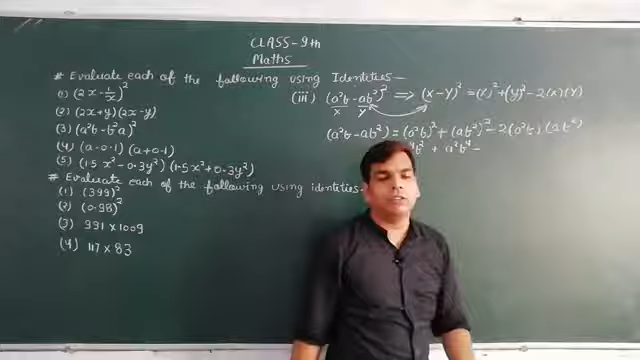 CLASS-9th
Maths
# Evaluate each of the following using Identities—
(1) (2x - 1/x)²
(2) (2x+y)(2x-y)
(3) (a²b - b²a)²
(4) (a-0.1) (a+0.1)
(5) (1.5x² - 0.3y²) (1.5x² + 0.3y²)
# Evaluate each of the following using identities-
(1) (399)²
(2) (0.98)²
(3) 991 × 1009
(4) 117 × 83
(iii) (a²b - ab²)² ⇒ (x-y)² = (x)² + (y)² - 2(x)(y)
x y
(a²b - ab²) = (a²b)² + (ab²)² - 2(a²b)(ab²)
⁴b² + a²b⁴ -